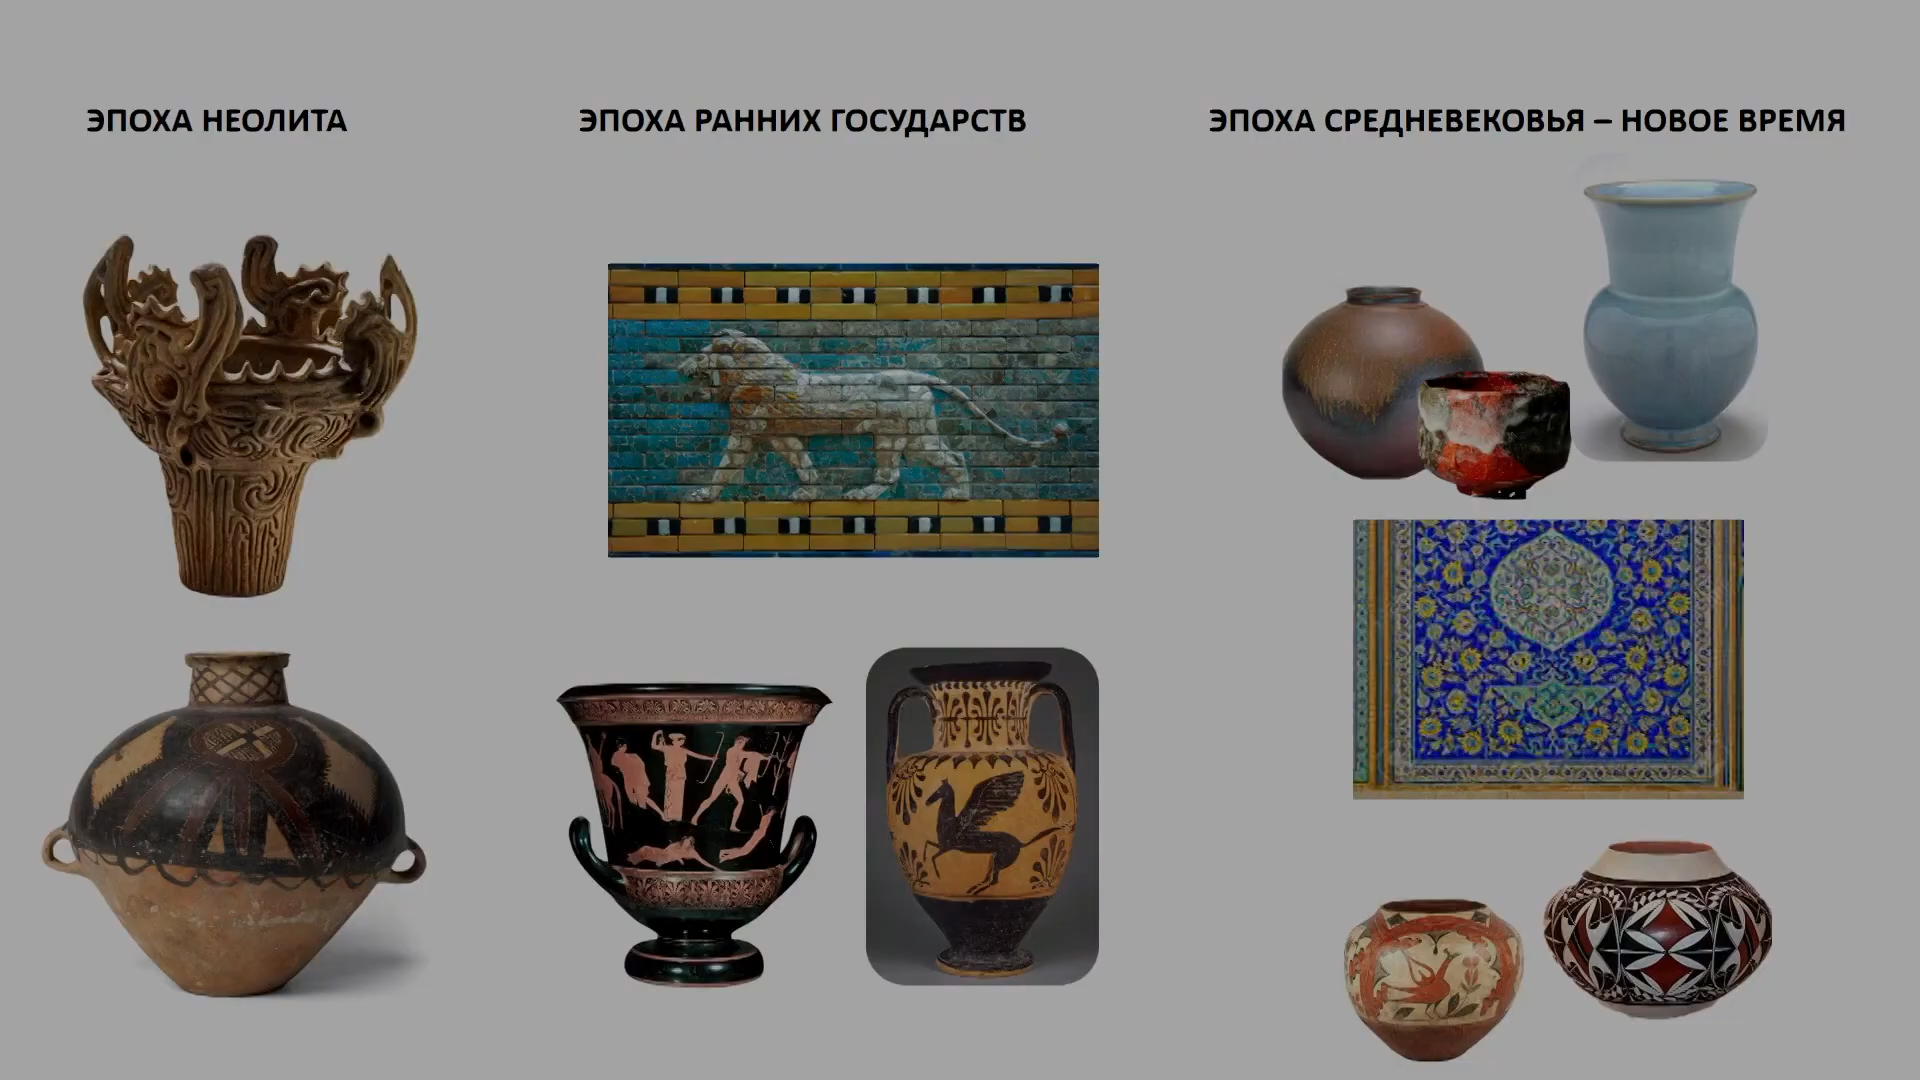 ЭПОХА НЕОЛИТА
ЭПОХА РАННИХ ГОСУДАРСТВ
ЭПОХА СРЕДНЕВЕКОВЬЯ – НОВОЕ ВРЕМЯ